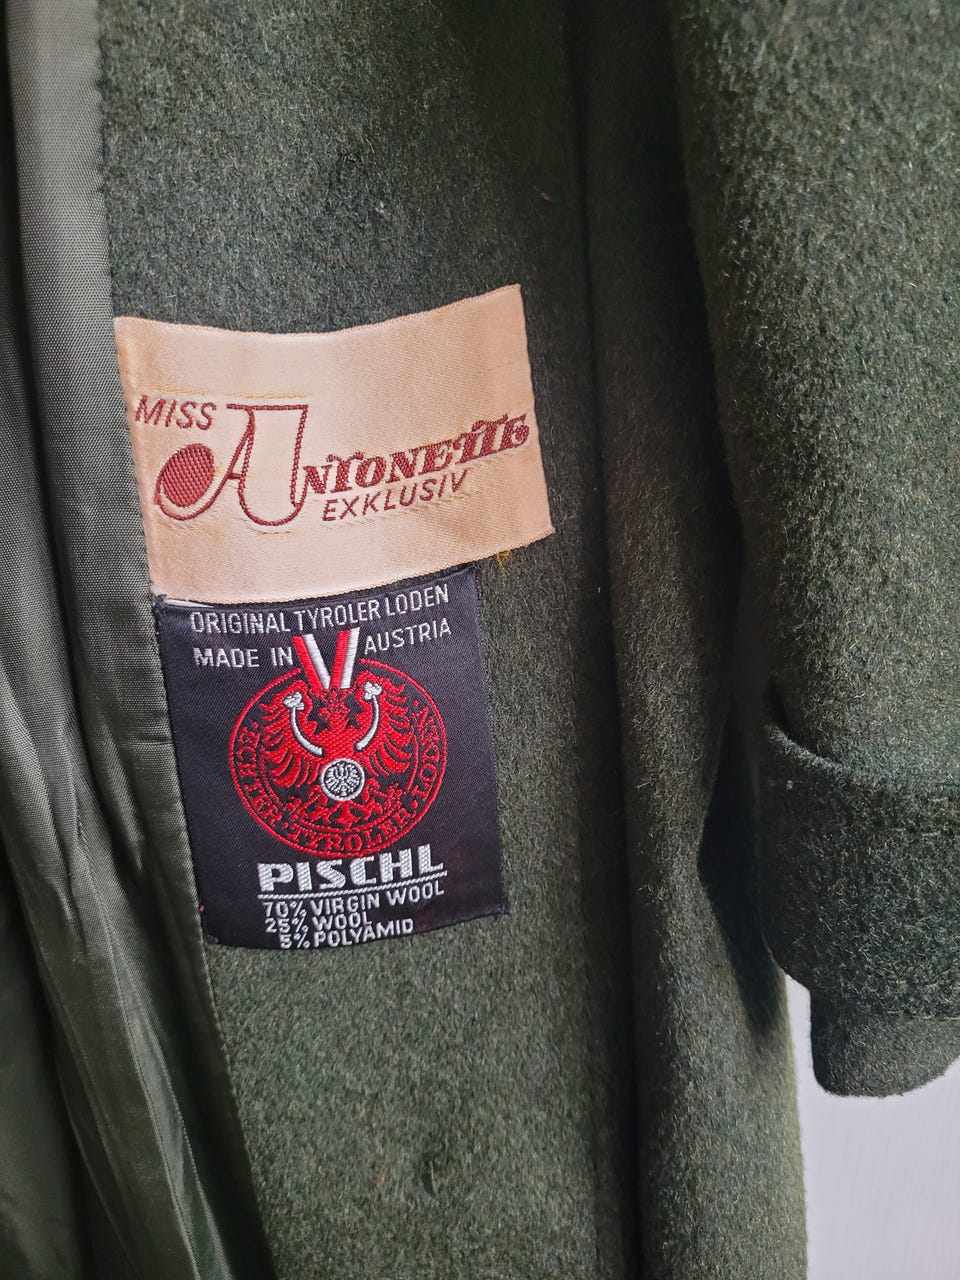 MISS ANTONETTE
EXKLUSIV
ORIGINAL TYROLER LODEN
MADE IN AUSTRIA
ECHTER·TYROLER·LODEN·
PISCHL
70% VIRGIN WOOL
25% WOOL
5% POLYAMID